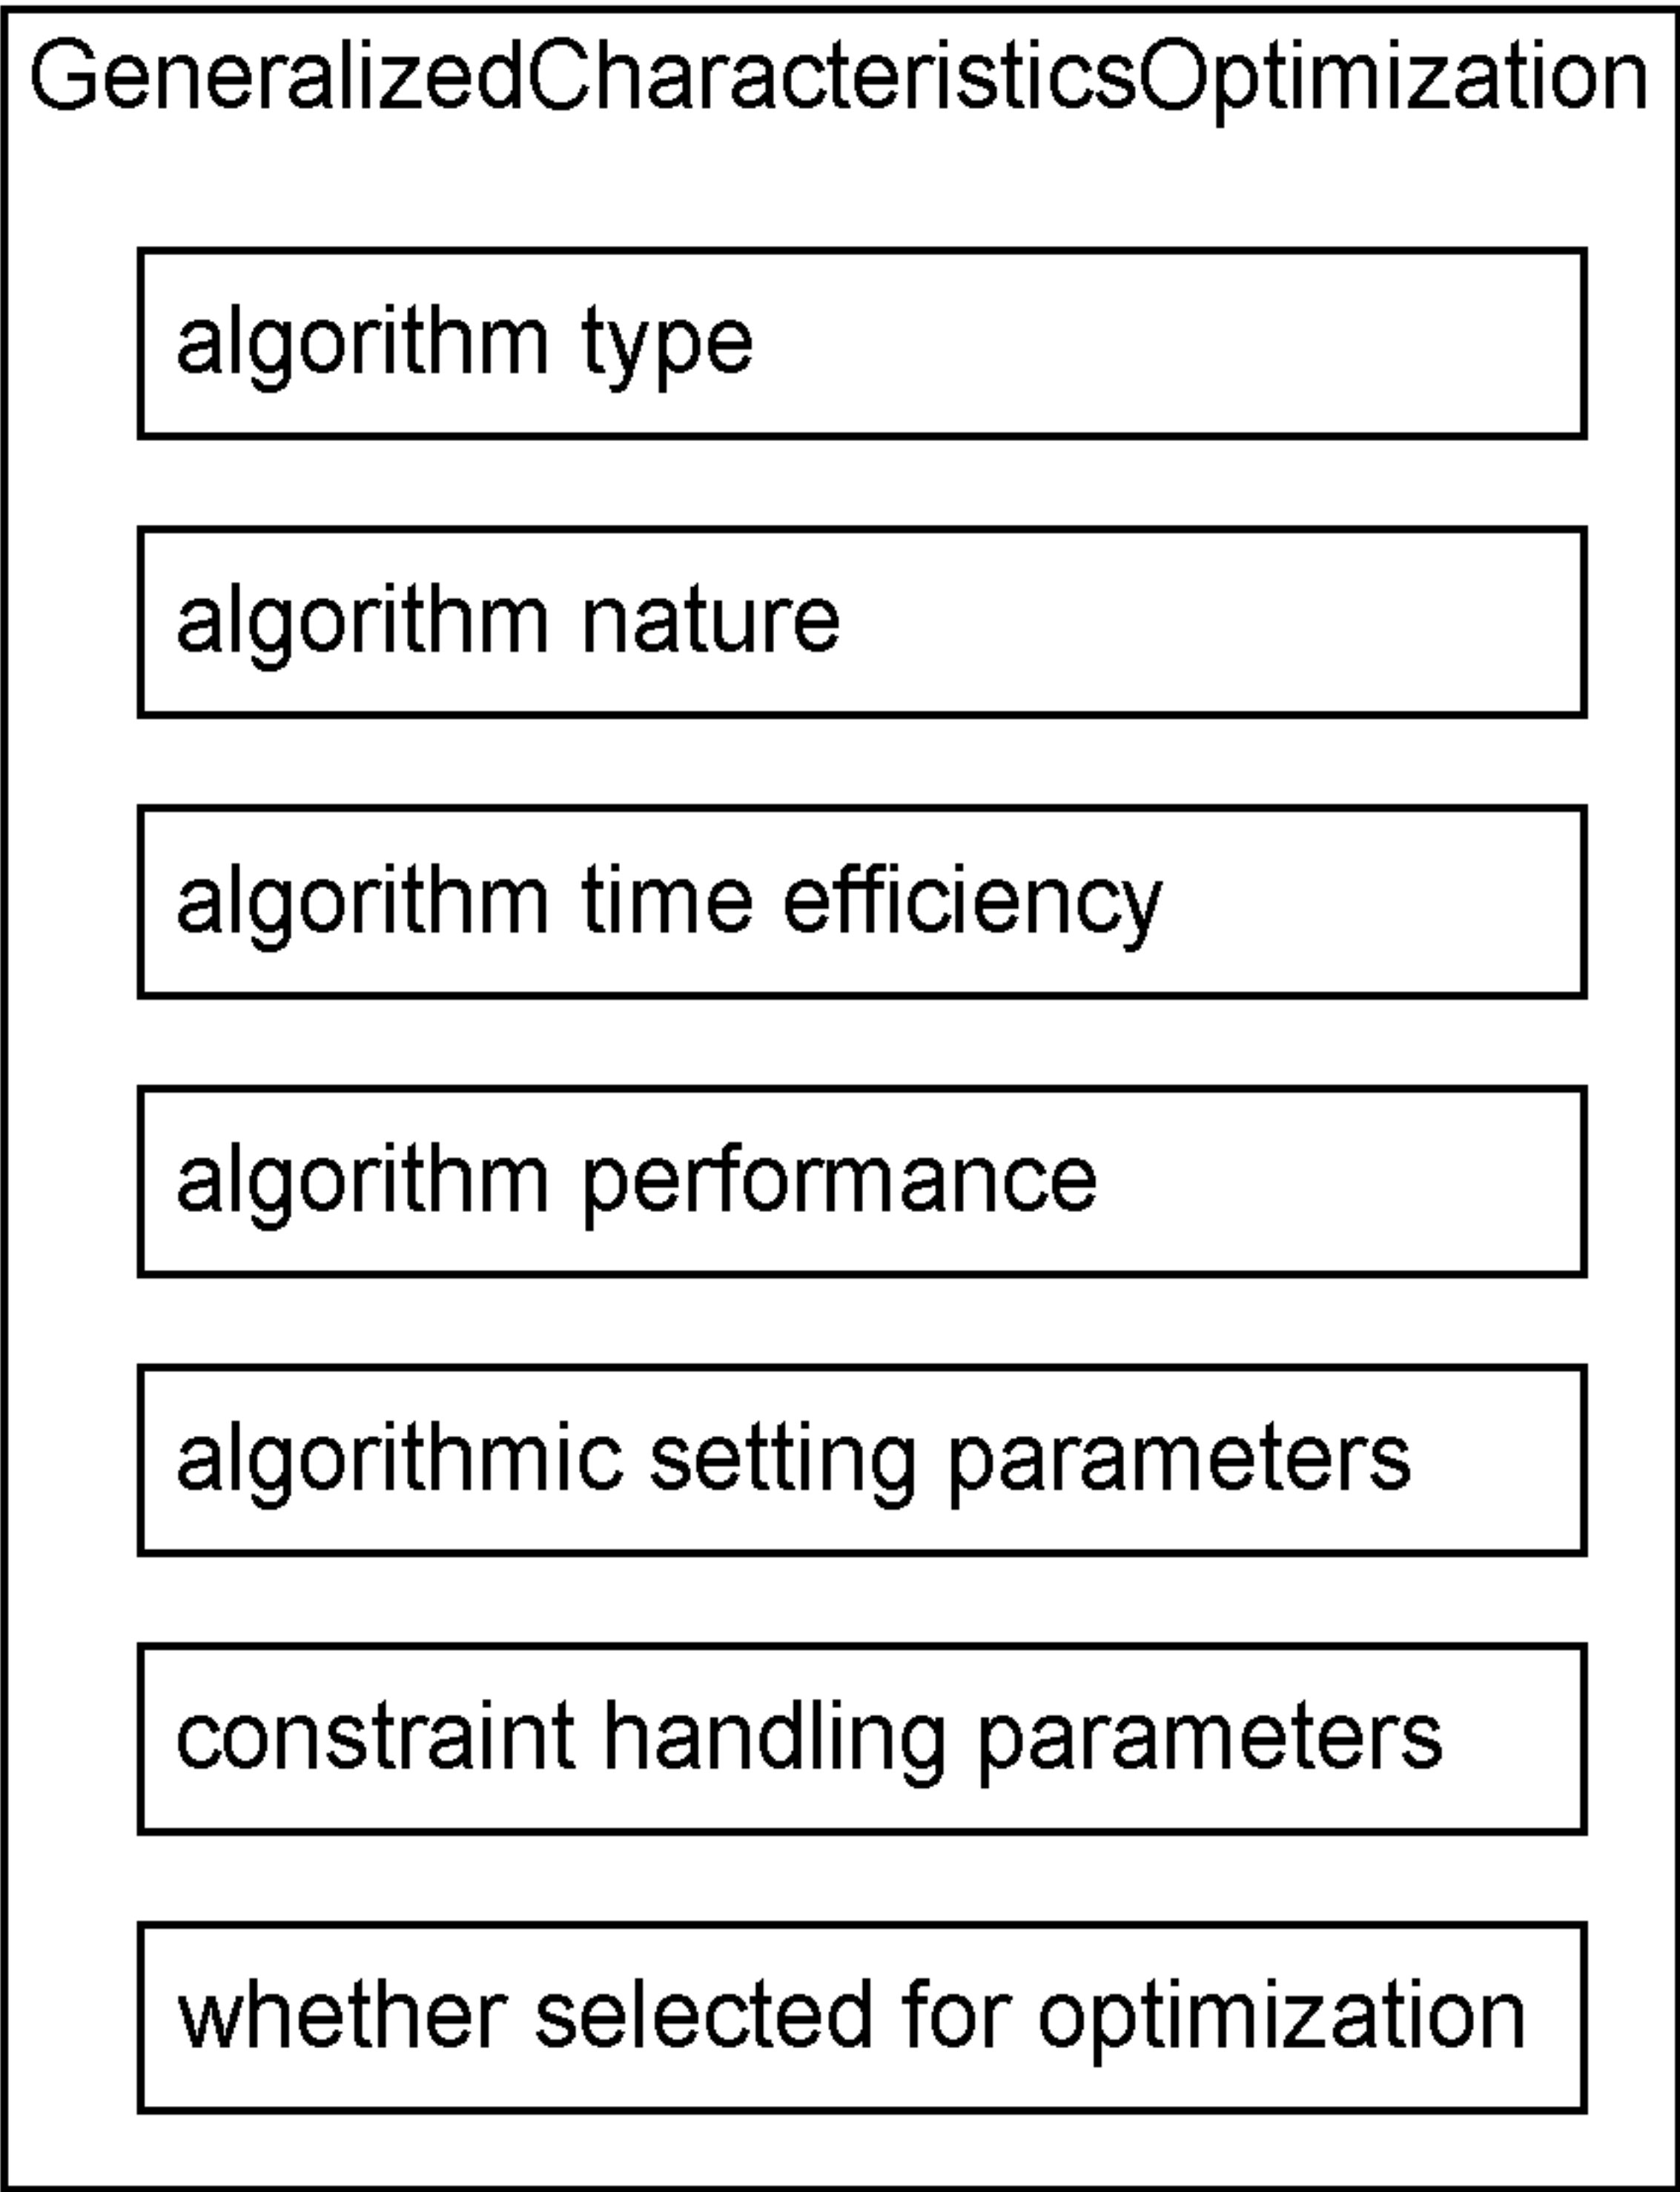 GeneralizedCharacteristicsOptimization
algorithm type
algorithm nature
algorithm time efficiency
algorithm performance
algorithmic setting parameters
constraint handling parameters
whether selected for optimization